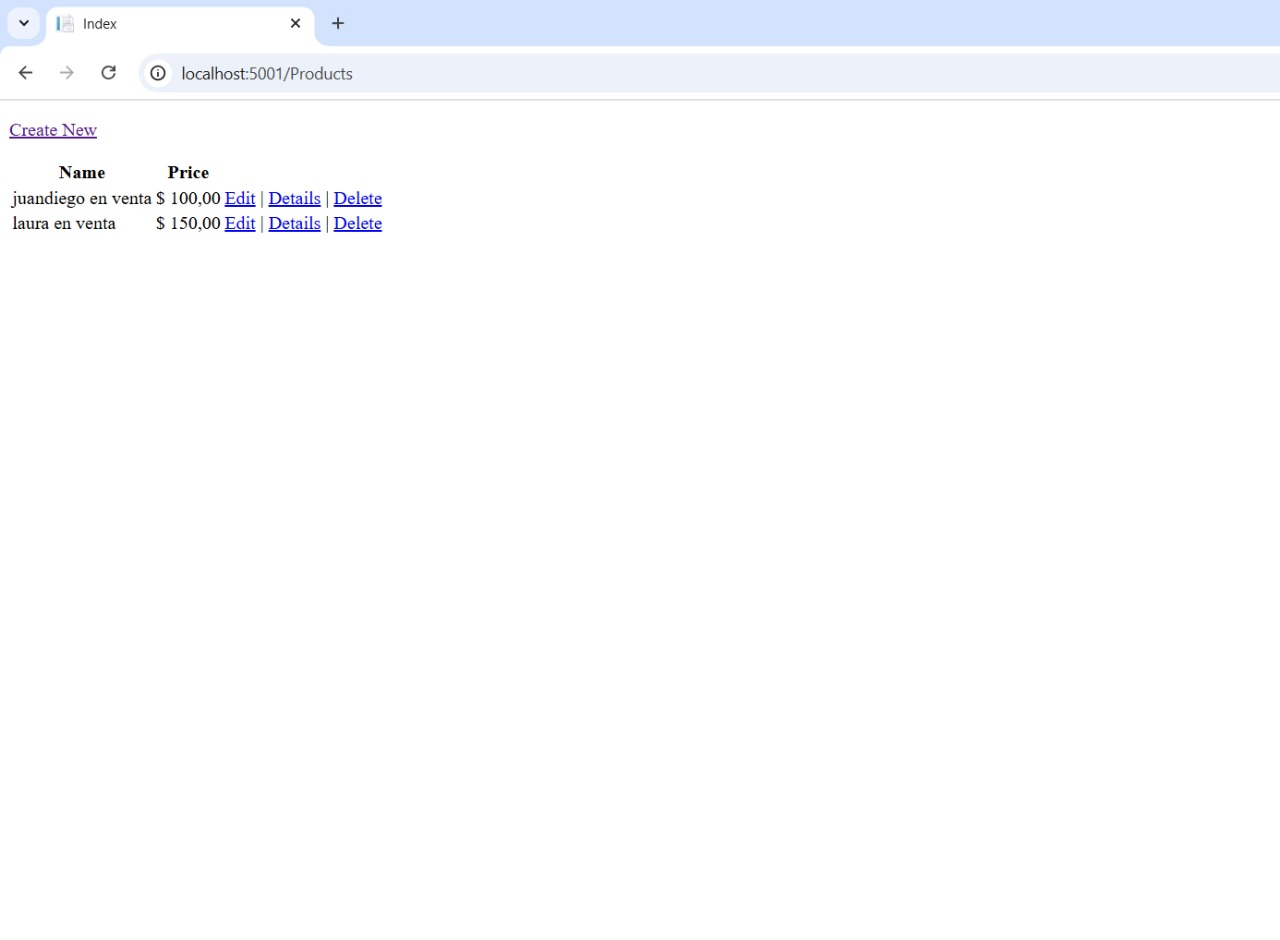 Index
localhost:5001/Products
Create New
Name Price
juandiego en venta $ 100,00 Edit | Details | Delete
laura en venta $ 150,00 Edit | Details | Delete